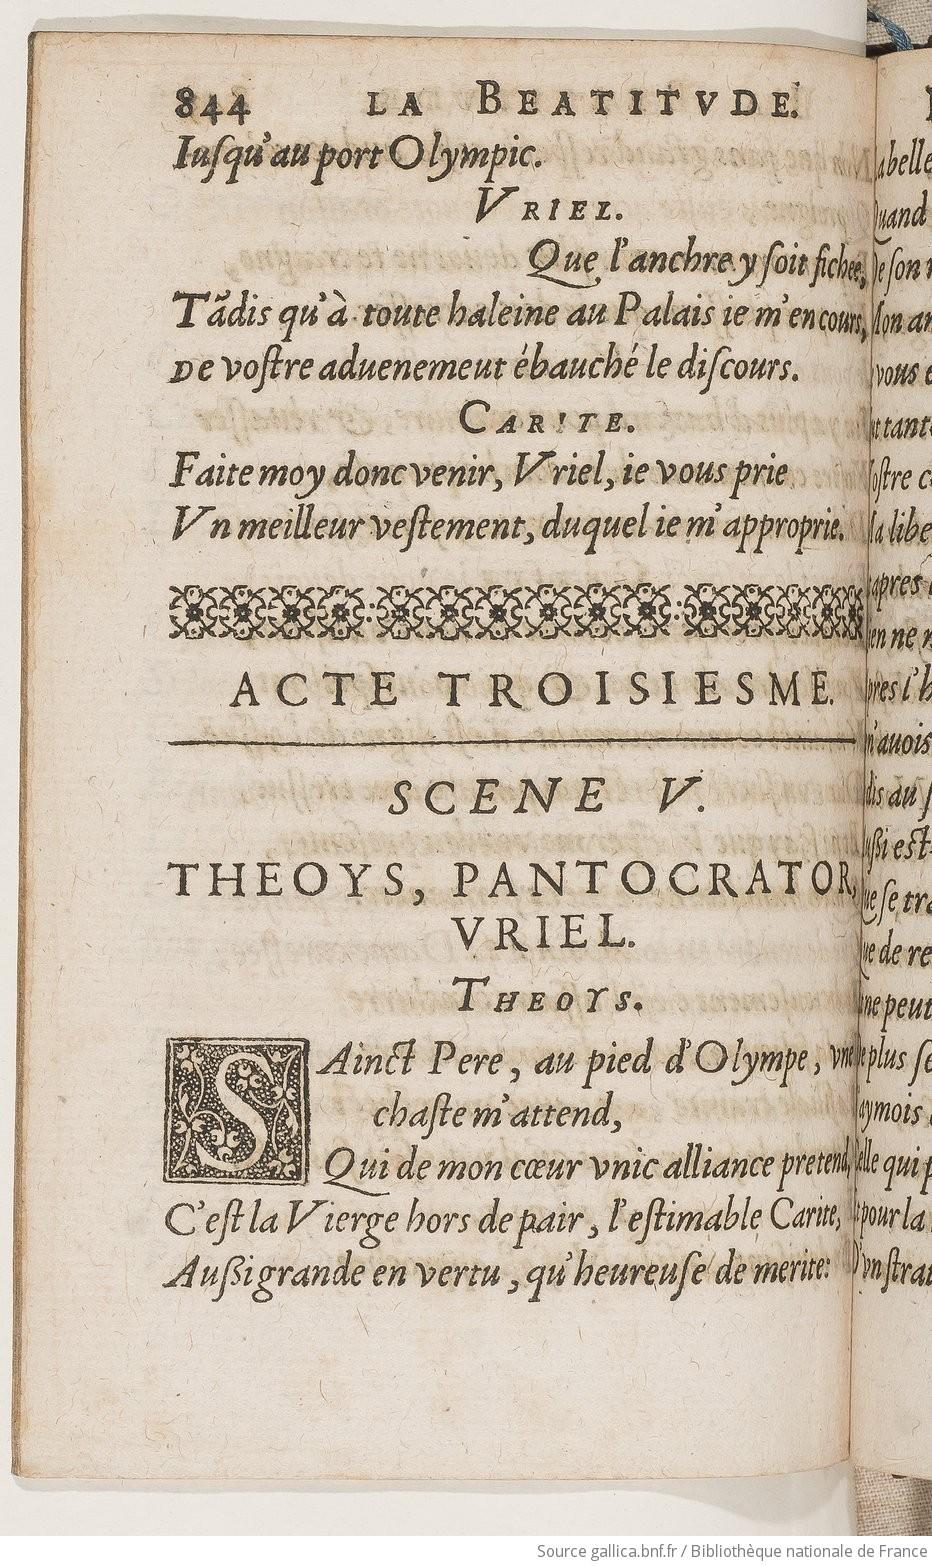 844 LA BEATITVDE.
Iuſqu'au port Olympic.
VRIEL.
Que l'anchre y ſoit fichee,
Tãdis qu'à toute haleine au Palais ie m'en cours,
De voſtre aduenemeut ébauché le diſcours.
CARITE.
Faite moy donc venir, Vriel, ie vous prie
Vn meilleur veſtement, duquel ie m'approprie.
ACTE TROISIESME.
SCENE V.
THEOYS, PANTOCRATOR,
VRIEL.
THEOYS.
SAinct Pere, au pied d'Olympe, vne
chaſte m'attend,
Qui de mon cœur vnic alliance pretend,
C'eſt la Vierge hors de pair, l'eſtimable Carite,
Auſſi grande en vertu, qu'heureuſe de merite:
Source gallica.bnf.fr / Bibliothèque nationale de France